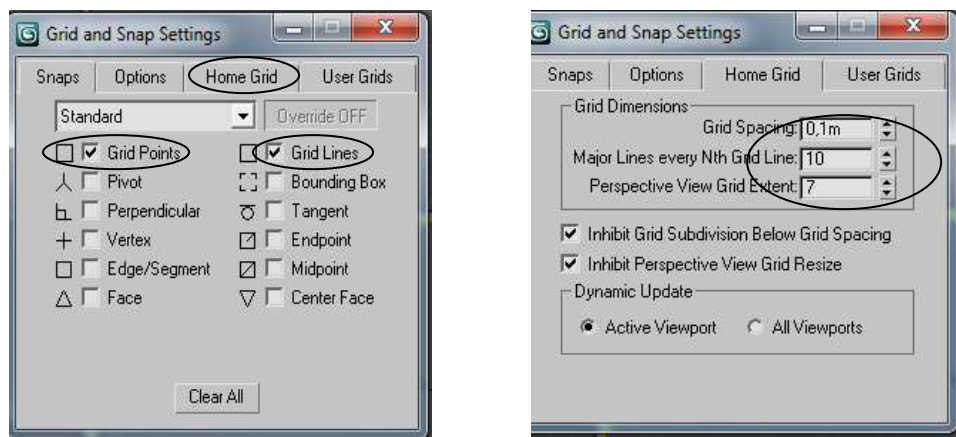 Grid and Snap Settings
Snaps Options Home Grid User Grids
Standard Override OFF
Grid Points Grid Lines
Pivot Bounding Box
Perpendicular Tangent
Vertex Endpoint
Edge/Segment Midpoint
Face Center Face
Clear All
Grid and Snap Settings
Snaps Options Home Grid User Grids
Grid Dimensions
Grid Spacing: 0,1m
Major Lines every Nth Grid Line: 10
Perspective View Grid Extent: 7
Inhibit Grid Subdivision Below Grid Spacing
Inhibit Perspective View Grid Resize
Dynamic Update
Active Viewport All Viewports